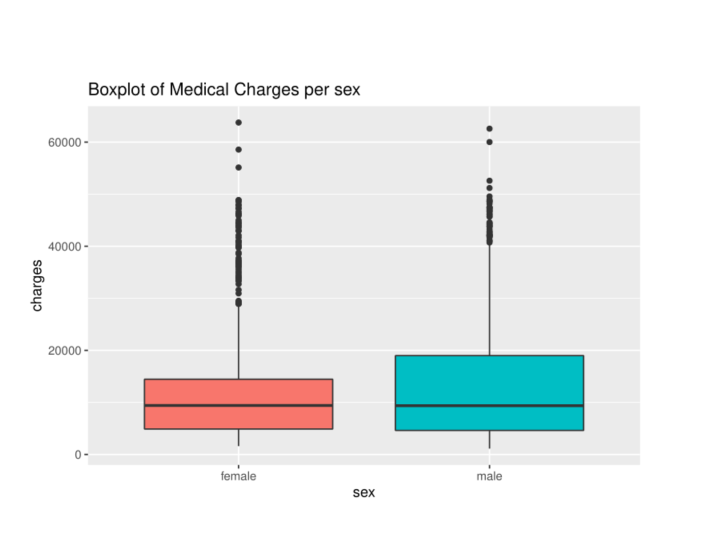 Boxplot of Medical Charges per sex
60000
40000
20000
0
charges
female
male
sex